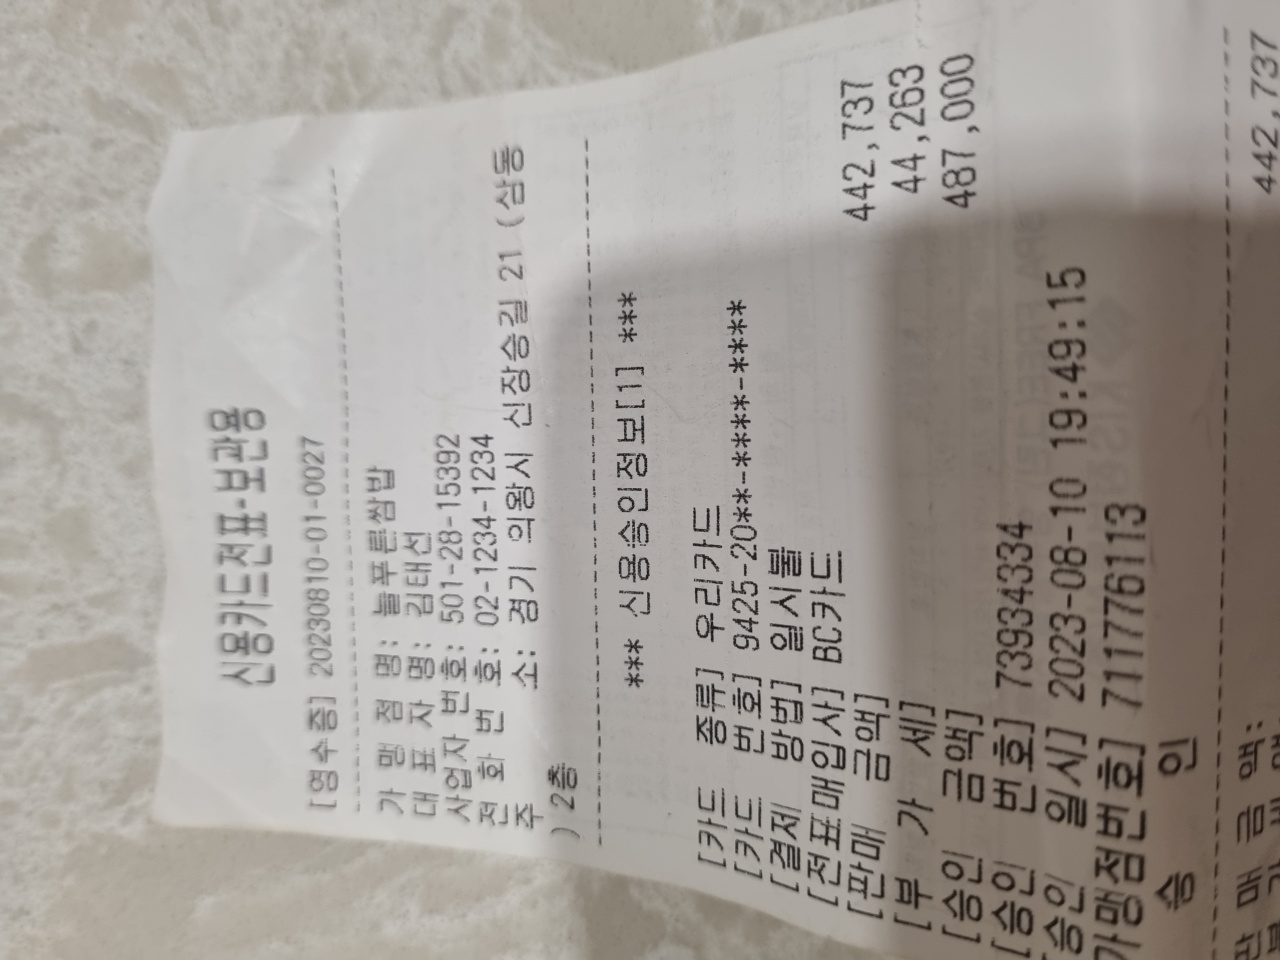 신용카드전표-보관용
[영수증] 20230810-01-0027
가 맹 점 명: 늘푸른쌈밥
대 표 자 명: 김태선
사업자 번호: 501-28-15392
전 화 번 호: 02-1234-1234
주 소: 경기 의왕시 신장승길 21 (삼동
) 2층
*** 신용승인정보[1] ***
[카드 종류] 우리카드
[카드 번호] 9425-20**-****-****
[결제 방법] 일시불
[전표매입사] BC카드
[판매 금액] 442,737
[부 가 세] 44,263
[승인 금액] 487,000
[승인 번호] 73934334
[승인 일시] 2023-08-10 19:49:15
[가맹점번호] 711776113
승 인
판 매 금 액: 442,737